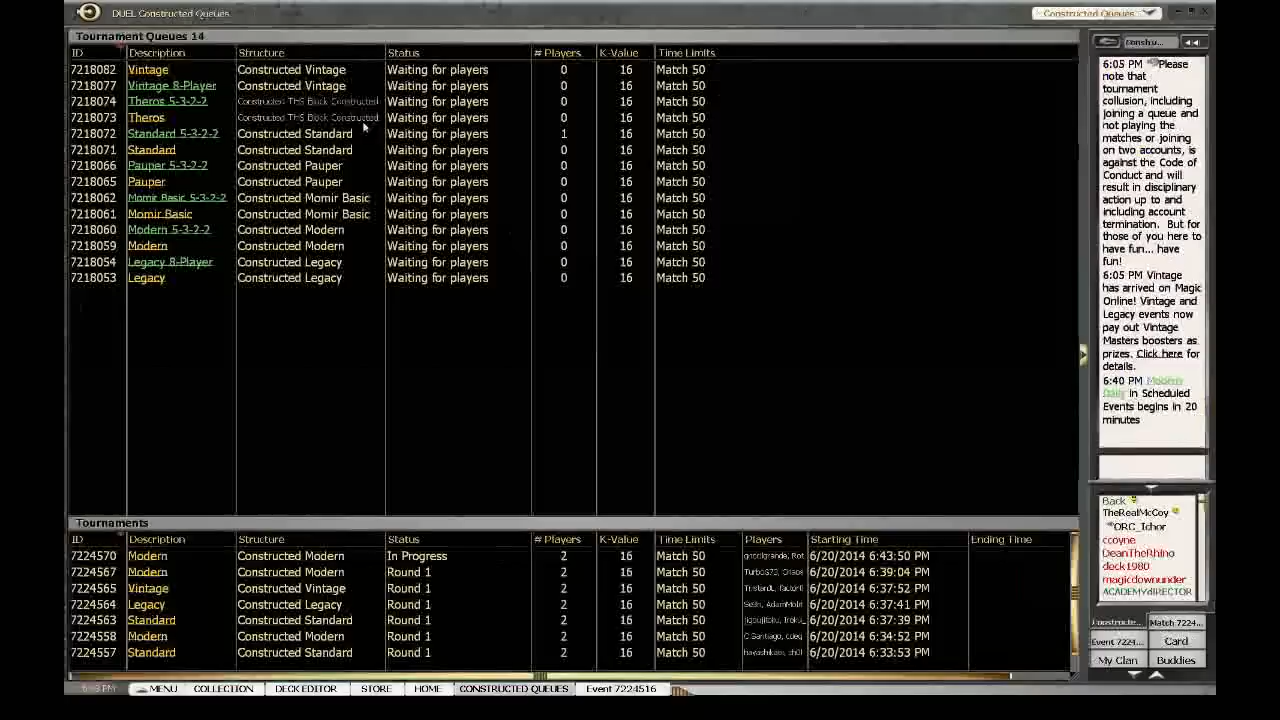 DUEL Constructed Queues
Constructed Queues
Tournament Queues 14
ID Description Structure Status # Players K-Value Time Limits
7218082 Vintage Constructed Vintage Waiting for players 0 16 Match 50
7218077 Vintage 8-Player Constructed Vintage Waiting for players 0 16 Match 50
7218074 Theros 5-3-2-2 Constructed THS Block Constructed Waiting for players 0 16 Match 50
7218073 Theros Constructed THS Block Constructed Waiting for players 0 16 Match 50
7218072 Standard 5-3-2-2 Constructed Standard Waiting for players 1 16 Match 50
7218071 Standard Constructed Standard Waiting for players 0 16 Match 50
7218066 Pauper 5-3-2-2 Constructed Pauper Waiting for players 0 16 Match 50
7218065 Pauper Constructed Pauper Waiting for players 0 16 Match 50
7218062 Momir Basic 5-3-2-2 Constructed Momir Basic Waiting for players 0 16 Match 50
7218061 Momir Basic Constructed Momir Basic Waiting for players 0 16 Match 50
7218060 Modern 5-3-2-2 Constructed Modern Waiting for players 0 16 Match 50
7218059 Modern Constructed Modern Waiting for players 0 16 Match 50
7218054 Legacy 8-Player Constructed Legacy Waiting for players 0 16 Match 50
7218053 Legacy Constructed Legacy Waiting for players 0 16 Match 50
Tournaments
ID Description Structure Status # Players K-Value Time Limits Players Starting Time Ending Time
7224570 Modern Constructed Modern In Progress 2 16 Match 50 6/20/2014 6:43:50 PM
7224567 Modern Constructed Modern Round 1 2 16 Match 50 6/20/2014 6:39:04 PM
7224565 Vintage Constructed Vintage Round 1 2 16 Match 50 6/20/2014 6:37:52 PM
7224564 Legacy Constructed Legacy Round 1 2 16 Match 50 6/20/2014 6:37:41 PM
7224563 Standard Constructed Standard Round 1 2 16 Match 50 6/20/2014 6:37:39 PM
7224558 Modern Constructed Modern Round 1 2 16 Match 50 6/20/2014 6:34:52 PM
7224557 Standard Constructed Standard Round 1 2 16 Match 50 6/20/2014 6:33:53 PM
MENU COLLECTION DECK EDITOR STORE HOME CONSTRUCTED QUEUES Event 7224516
Constru...
6:05 PM Please
note that
tournament
collusion, including
joining a queue and
not playing the
matches or joining
on two accounts, is
against the Code of
Conduct and will
result in disciplinary
action up to and
including account
termination. But for
those of you here to
have fun... have
fun!
6:05 PM Vintage
has arrived on Magic
Online! Vintage and
Legacy events now
pay out Vintage
Masters boosters as
prizes. Click here for
details.
6:40 PM Modern
Daily in Scheduled
Events begins in 20
minutes
Back
TheRealMcCoy
ORC_Ichor
ccoyne
DeanTheRhino
deck1980
magicdownunder
ACADEMYdIRECTOR
Constructe... Match 7224...
Event 7224... Card
My Clan Buddies